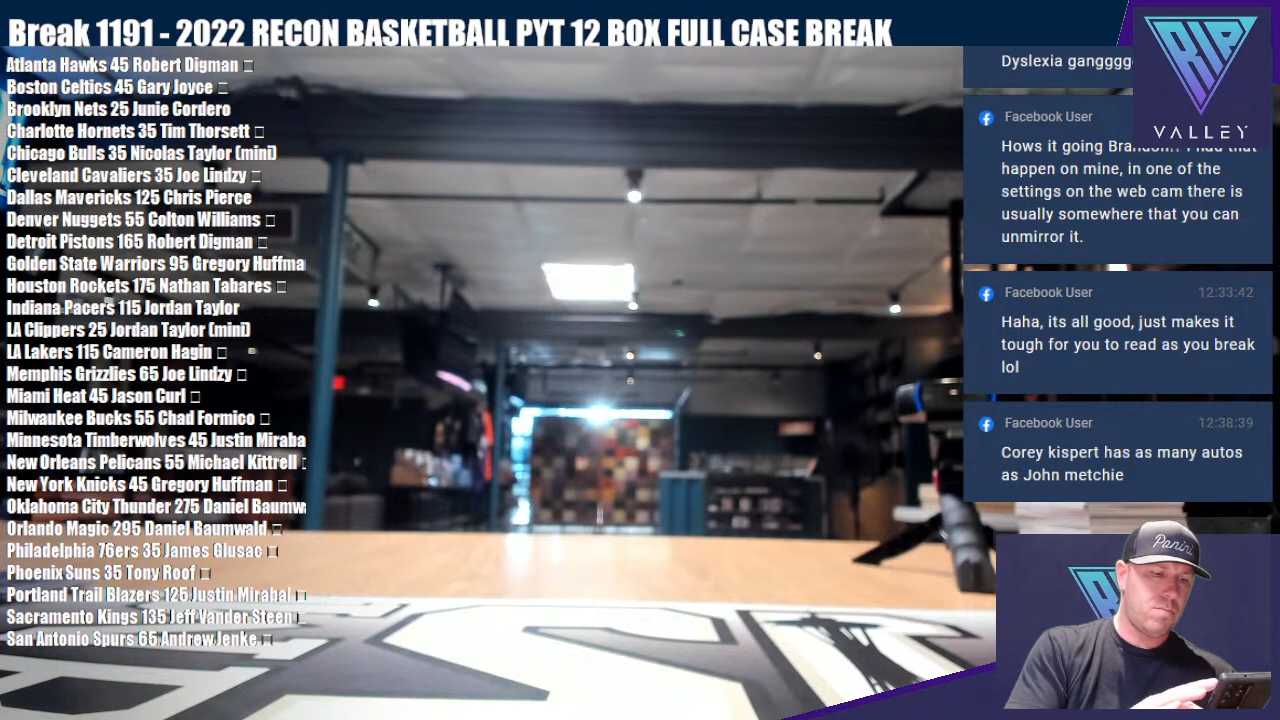 Break 1191 - 2022 RECON BASKETBALL PYT 12 BOX FULL CASE BREAK
Atlanta Hawks 45 Robert Digman
Boston Celtics 45 Gary Joyce
Brooklyn Nets 25 Junie Cordero
Charlotte Hornets 35 Tim Thorsett
Chicago Bulls 35 Nicolas Taylor (mini)
Cleveland Cavaliers 35 Joe Lindzy
Dallas Mavericks 125 Chris Pierce
Denver Nuggets 55 Colton Williams
Detroit Pistons 165 Robert Digman
Golden State Warriors 95 Gregory Huffma
Houston Rockets 175 Nathan Tabares
Indiana Pacers 115 Jordan Taylor
LA Clippers 25 Jordan Taylor (mini)
LA Lakers 115 Cameron Hagin
Memphis Grizzlies 65 Joe Lindzy
Miami Heat 45 Jason Curl
Milwaukee Bucks 55 Chad Formico
Minnesota Timberwolves 45 Justin Miraba
New Orleans Pelicans 55 Michael Kittrell
New York Knicks 45 Gregory Huffman
Oklahoma City Thunder 275 Daniel Baumw
Orlando Magic 295 Daniel Baumwald
Philadelphia 76ers 35 James Glusac
Phoenix Suns 35 Tony Roof
Portland Trail Blazers 125 Justin Mirabal
Sacramento Kings 135 Jeff Vander Steen
San Antonio Spurs 65 Andrew Jenke
Dyslexia gangggg
Facebook User
Hows it going Brandon!! I had that
happen on mine, in one of the
settings on the web cam there is
usually somewhere that you can
unmirror it.
Facebook User 12:33:42
Haha, its all good, just makes it
tough for you to read as you break
lol
Facebook User 12:38:39
Corey kispert has as many autos
as John metchie
RIP
VALLEY
Panini